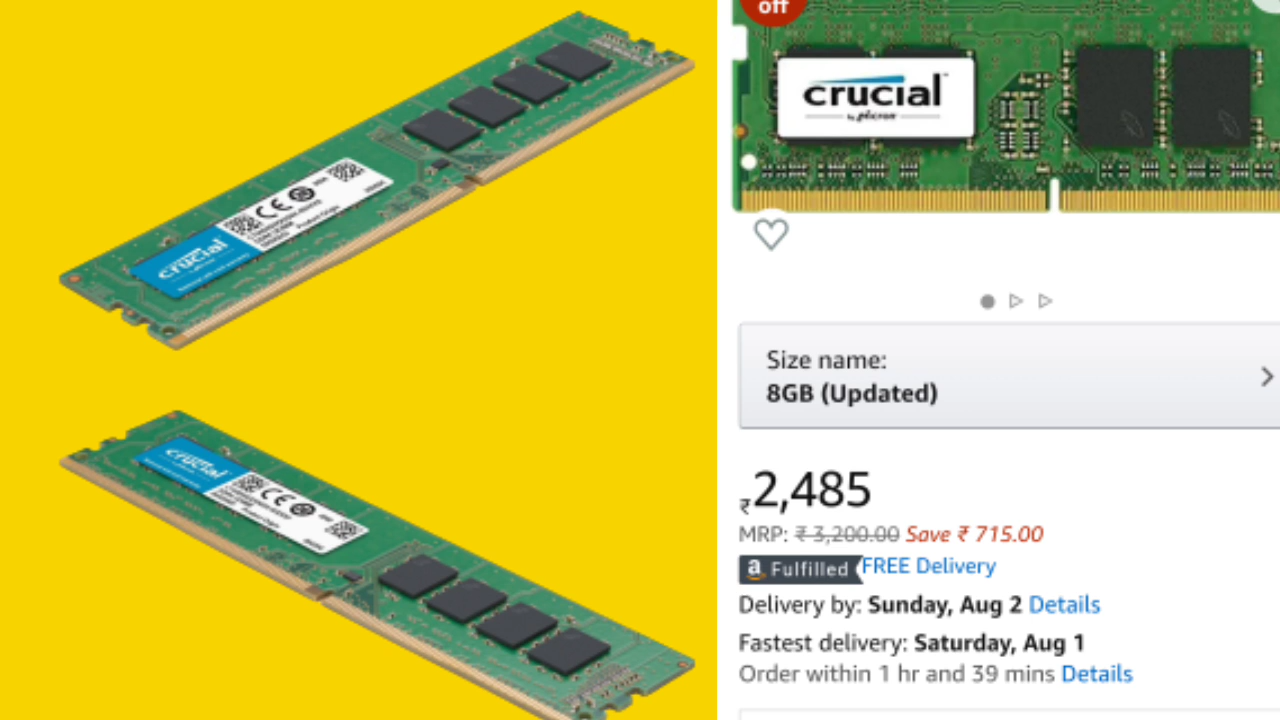 crucial
CE
crucial
CE
off
crucial
by Micron
Size name:
8GB (Updated)
₹2,485
MRP: ₹ 3,200.00 Save ₹ 715.00
a Fulfilled FREE Delivery
Delivery by: Sunday, Aug 2 Details
Fastest delivery: Saturday, Aug 1
Order within 1 hr and 39 mins Details